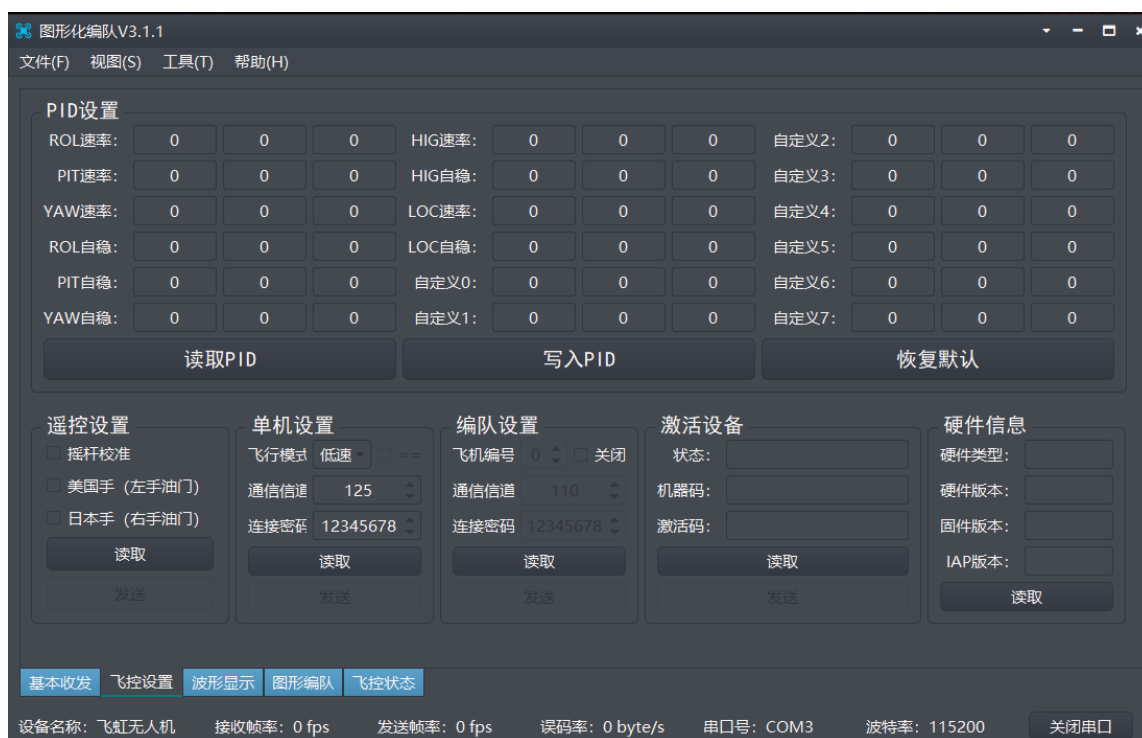 图形化编队V3.1.1
文件(F) 视图(S) 工具(T) 帮助(H)
PID设置
ROL速率: 0 0 0 HIG速率: 0 0 0 自定义2: 0 0 0
PIT速率: 0 0 0 HIG自稳: 0 0 0 自定义3: 0 0 0
YAW速率: 0 0 0 LOC速率: 0 0 0 自定义4: 0 0 0
ROL自稳: 0 0 0 LOC自稳: 0 0 0 自定义5: 0 0 0
PIT自稳: 0 0 0 自定义0: 0 0 0 自定义6: 0 0 0
YAW自稳: 0 0 0 自定义1: 0 0 0 自定义7: 0 0 0
读取PID 写入PID 恢复默认
遥控设置
摇杆校准
美国手 (左手油门)
日本手 (右手油门)
读取
发送
单机设置
飞行模式 低速 ==
通信信道 125
连接密码 12345678
读取
发送
编队设置
飞机编号 0 关闭
通信信道 110
连接密码 12345678
读取
发送
激活设备
状态:
机器码:
激活码:
读取
发送
硬件信息
硬件类型:
硬件版本:
固件版本:
IAP版本:
读取
基本收发 飞控设置 波形显示 图形编队 飞控状态
设备名称: 飞虹无人机 接收帧率: 0 fps 发送帧率: 0 fps 误码率: 0 byte/s 串口号: COM3 波特率: 115200 关闭串口